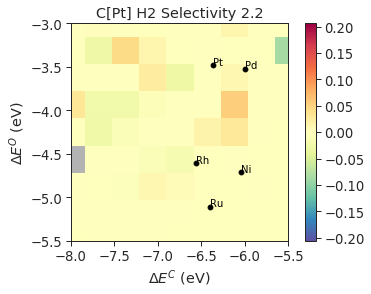 C[Pt] H2 Selectivity 2.2
−3.0
−3.5
−4.0
−4.5
−5.0
−5.5
ΔE^O (eV)
Pt
Pd
Rh
Ni
Ru
−8.0 −7.5 −7.0 −6.5 −6.0 −5.5
ΔE^C (eV)
0.20
0.15
0.10
0.05
0.00
−0.05
−0.10
−0.15
−0.20